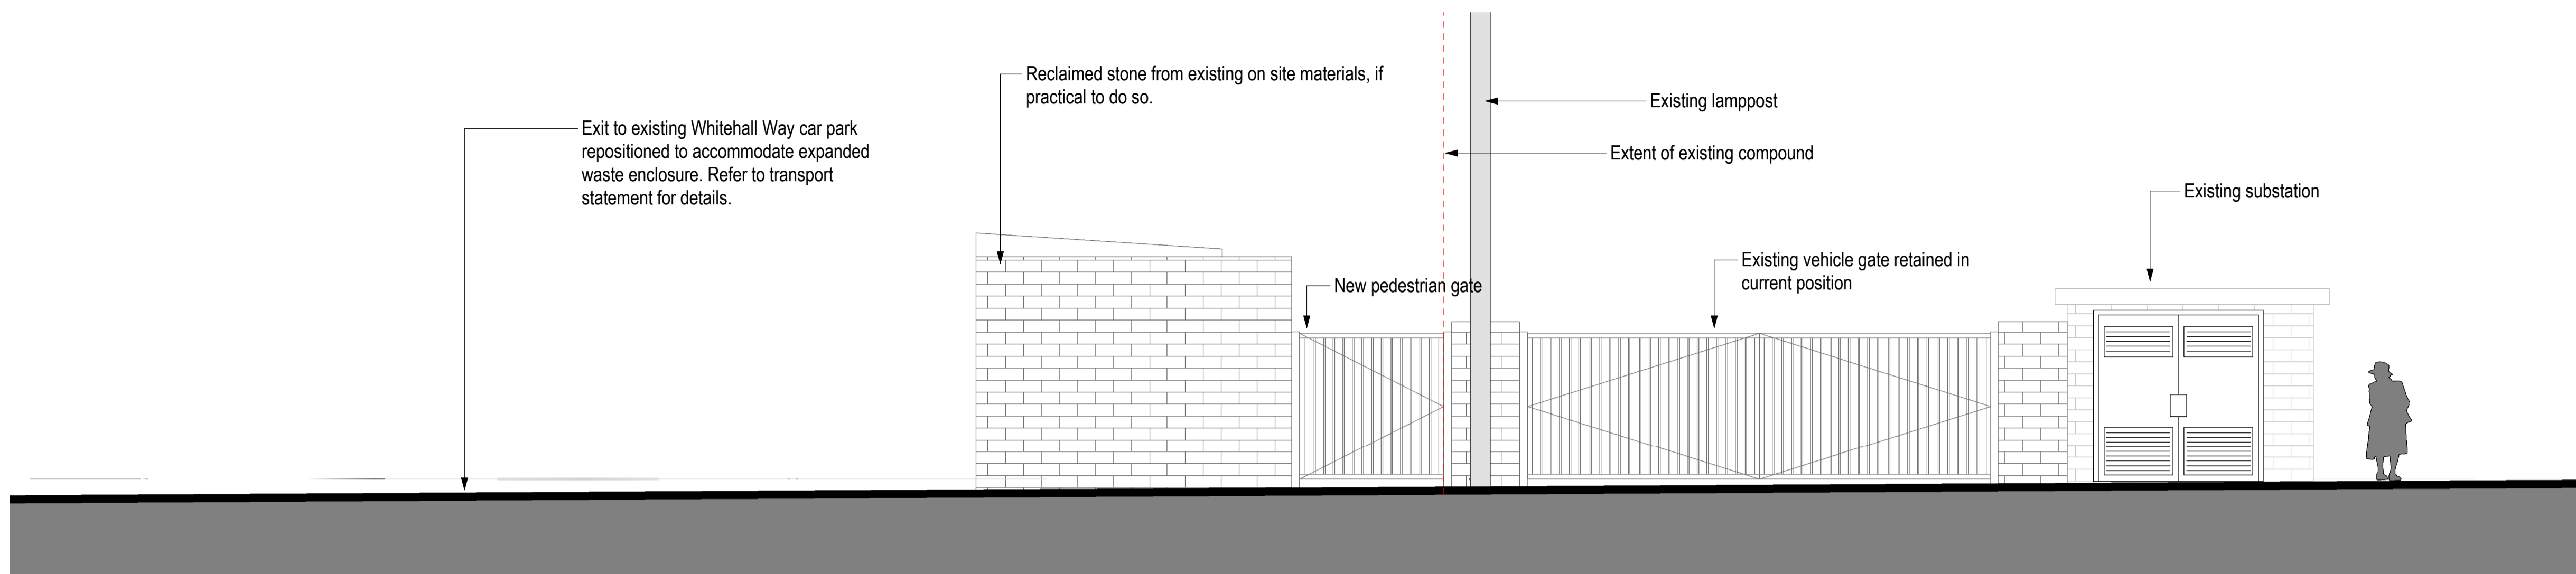 Reclaimed stone from existing on site materials, if
practical to do so.
Existing lamppost
Exit to existing Whitehall Way car park
repositioned to accommodate expanded
waste enclosure. Refer to transport
statement for details.
Extent of existing compound
Existing substation
Existing vehicle gate retained in
current position
New pedestrian gate